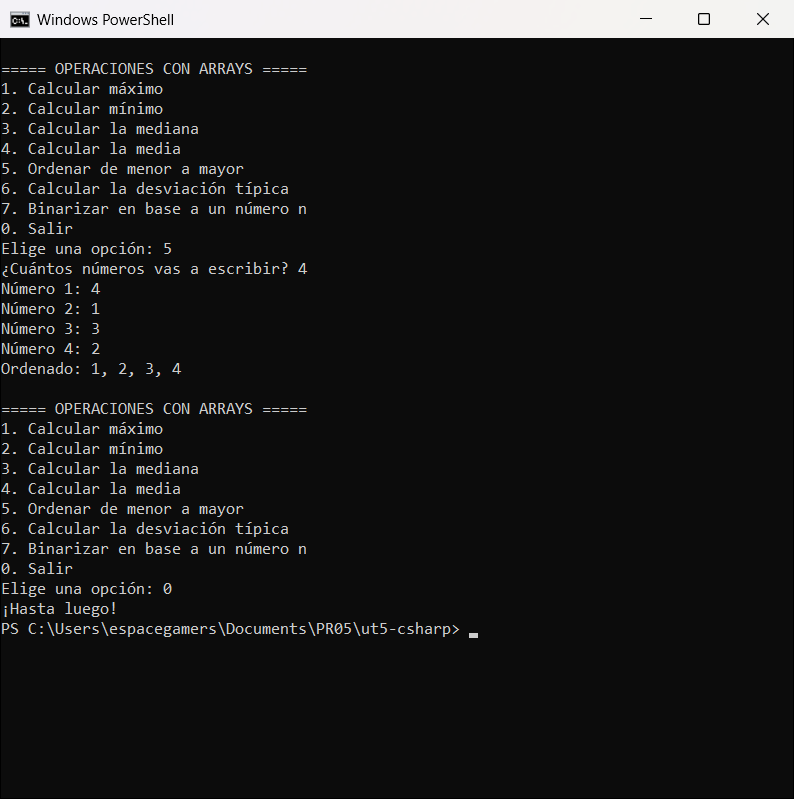 Windows PowerShell
===== OPERACIONES CON ARRAYS =====
1. Calcular máximo
2. Calcular mínimo
3. Calcular la mediana
4. Calcular la media
5. Ordenar de menor a mayor
6. Calcular la desviación típica
7. Binarizar en base a un número n
0. Salir
Elige una opción: 5
¿Cuántos números vas a escribir? 4
Número 1: 4
Número 2: 1
Número 3: 3
Número 4: 2
Ordenado: 1, 2, 3, 4
===== OPERACIONES CON ARRAYS =====
1. Calcular máximo
2. Calcular mínimo
3. Calcular la mediana
4. Calcular la media
5. Ordenar de menor a mayor
6. Calcular la desviación típica
7. Binarizar en base a un número n
0. Salir
Elige una opción: 0
¡Hasta luego!
PS C:\Users\espacegamers\Documents\PR05\ut5-csharp>